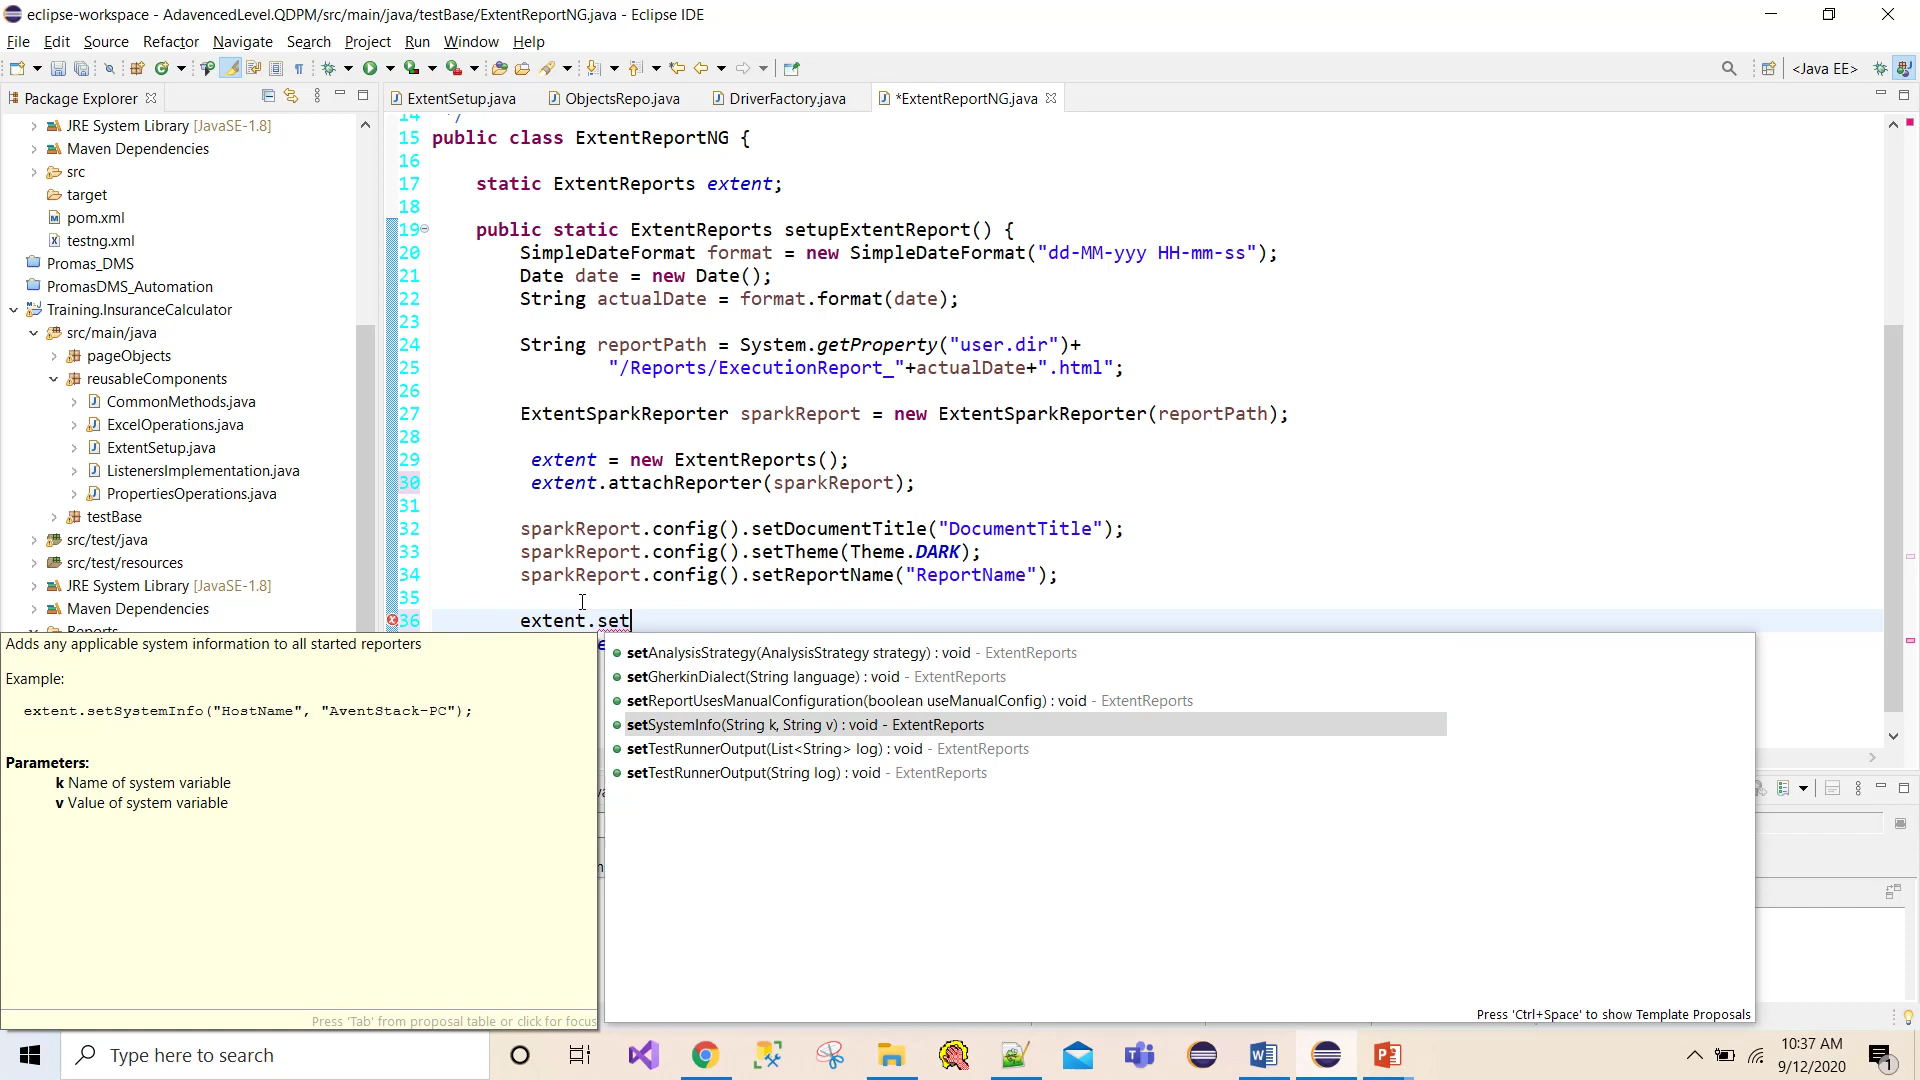 eclipse-workspace - AdavencedLevel.QDPM/src/main/java/testBase/ExtentReportNG.java - Eclipse IDE
File Edit Source Refactor Navigate Search Project Run Window Help
<Java EE>
Package Explorer
ExtentSetup.java
ObjectsRepo.java
DriverFactory.java
*ExtentReportNG.java
JRE System Library [JavaSE-1.8]
Maven Dependencies
src
target
pom.xml
testng.xml
Promas_DMS
PromasDMS_Automation
Training.InsuranceCalculator
src/main/java
pageObjects
reusableComponents
CommonMethods.java
ExcelOperations.java
ExtentSetup.java
ListenersImplementation.java
PropertiesOperations.java
testBase
src/test/java
src/test/resources
JRE System Library [JavaSE-1.8]
Maven Dependencies
Reports
14 */
15 public class ExtentReportNG {
16
17 static ExtentReports extent;
18
19 public static ExtentReports setupExtentReport() {
20 SimpleDateFormat format = new SimpleDateFormat("dd-MM-yyy HH-mm-ss");
21 Date date = new Date();
22 String actualDate = format.format(date);
23
24 String reportPath = System.getProperty("user.dir")+
25 "/Reports/ExecutionReport_"+actualDate+".html";
26
27 ExtentSparkReporter sparkReport = new ExtentSparkReporter(reportPath);
28
29 extent = new ExtentReports();
30 extent.attachReporter(sparkReport);
31
32 sparkReport.config().setDocumentTitle("DocumentTitle");
33 sparkReport.config().setTheme(Theme.DARK);
34 sparkReport.config().setReportName("ReportName");
35
36 extent.set
Adds any applicable system information to all started reporters
Example:
extent.setSystemInfo("HostName", "AventStack-PC");
Parameters:
k Name of system variable
v Value of system variable
Press 'Tab' from proposal table or click for focus
setAnalysisStrategy(AnalysisStrategy strategy) : void - ExtentReports
setGherkinDialect(String language) : void - ExtentReports
setReportUsesManualConfiguration(boolean useManualConfig) : void - ExtentReports
setSystemInfo(String k, String v) : void - ExtentReports
setTestRunnerOutput(List<String> log) : void - ExtentReports
setTestRunnerOutput(String log) : void - ExtentReports
Press 'Ctrl+Space' to show Template Proposals
Type here to search
10:37 AM
9/12/2020
1